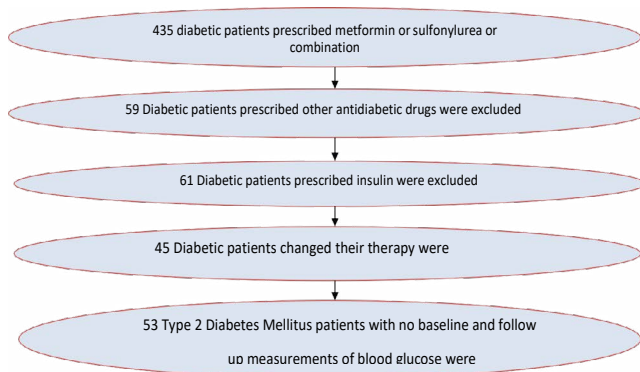 435 diabetic patients prescribed metformin or sulfonylurea or
combination
59 Diabetic patients prescribed other antidiabetic drugs were excluded
61 Diabetic patients prescribed insulin were excluded
45 Diabetic patients changed their therapy were
53 Type 2 Diabetes Mellitus patients with no baseline and follow
up measurements of blood glucose were